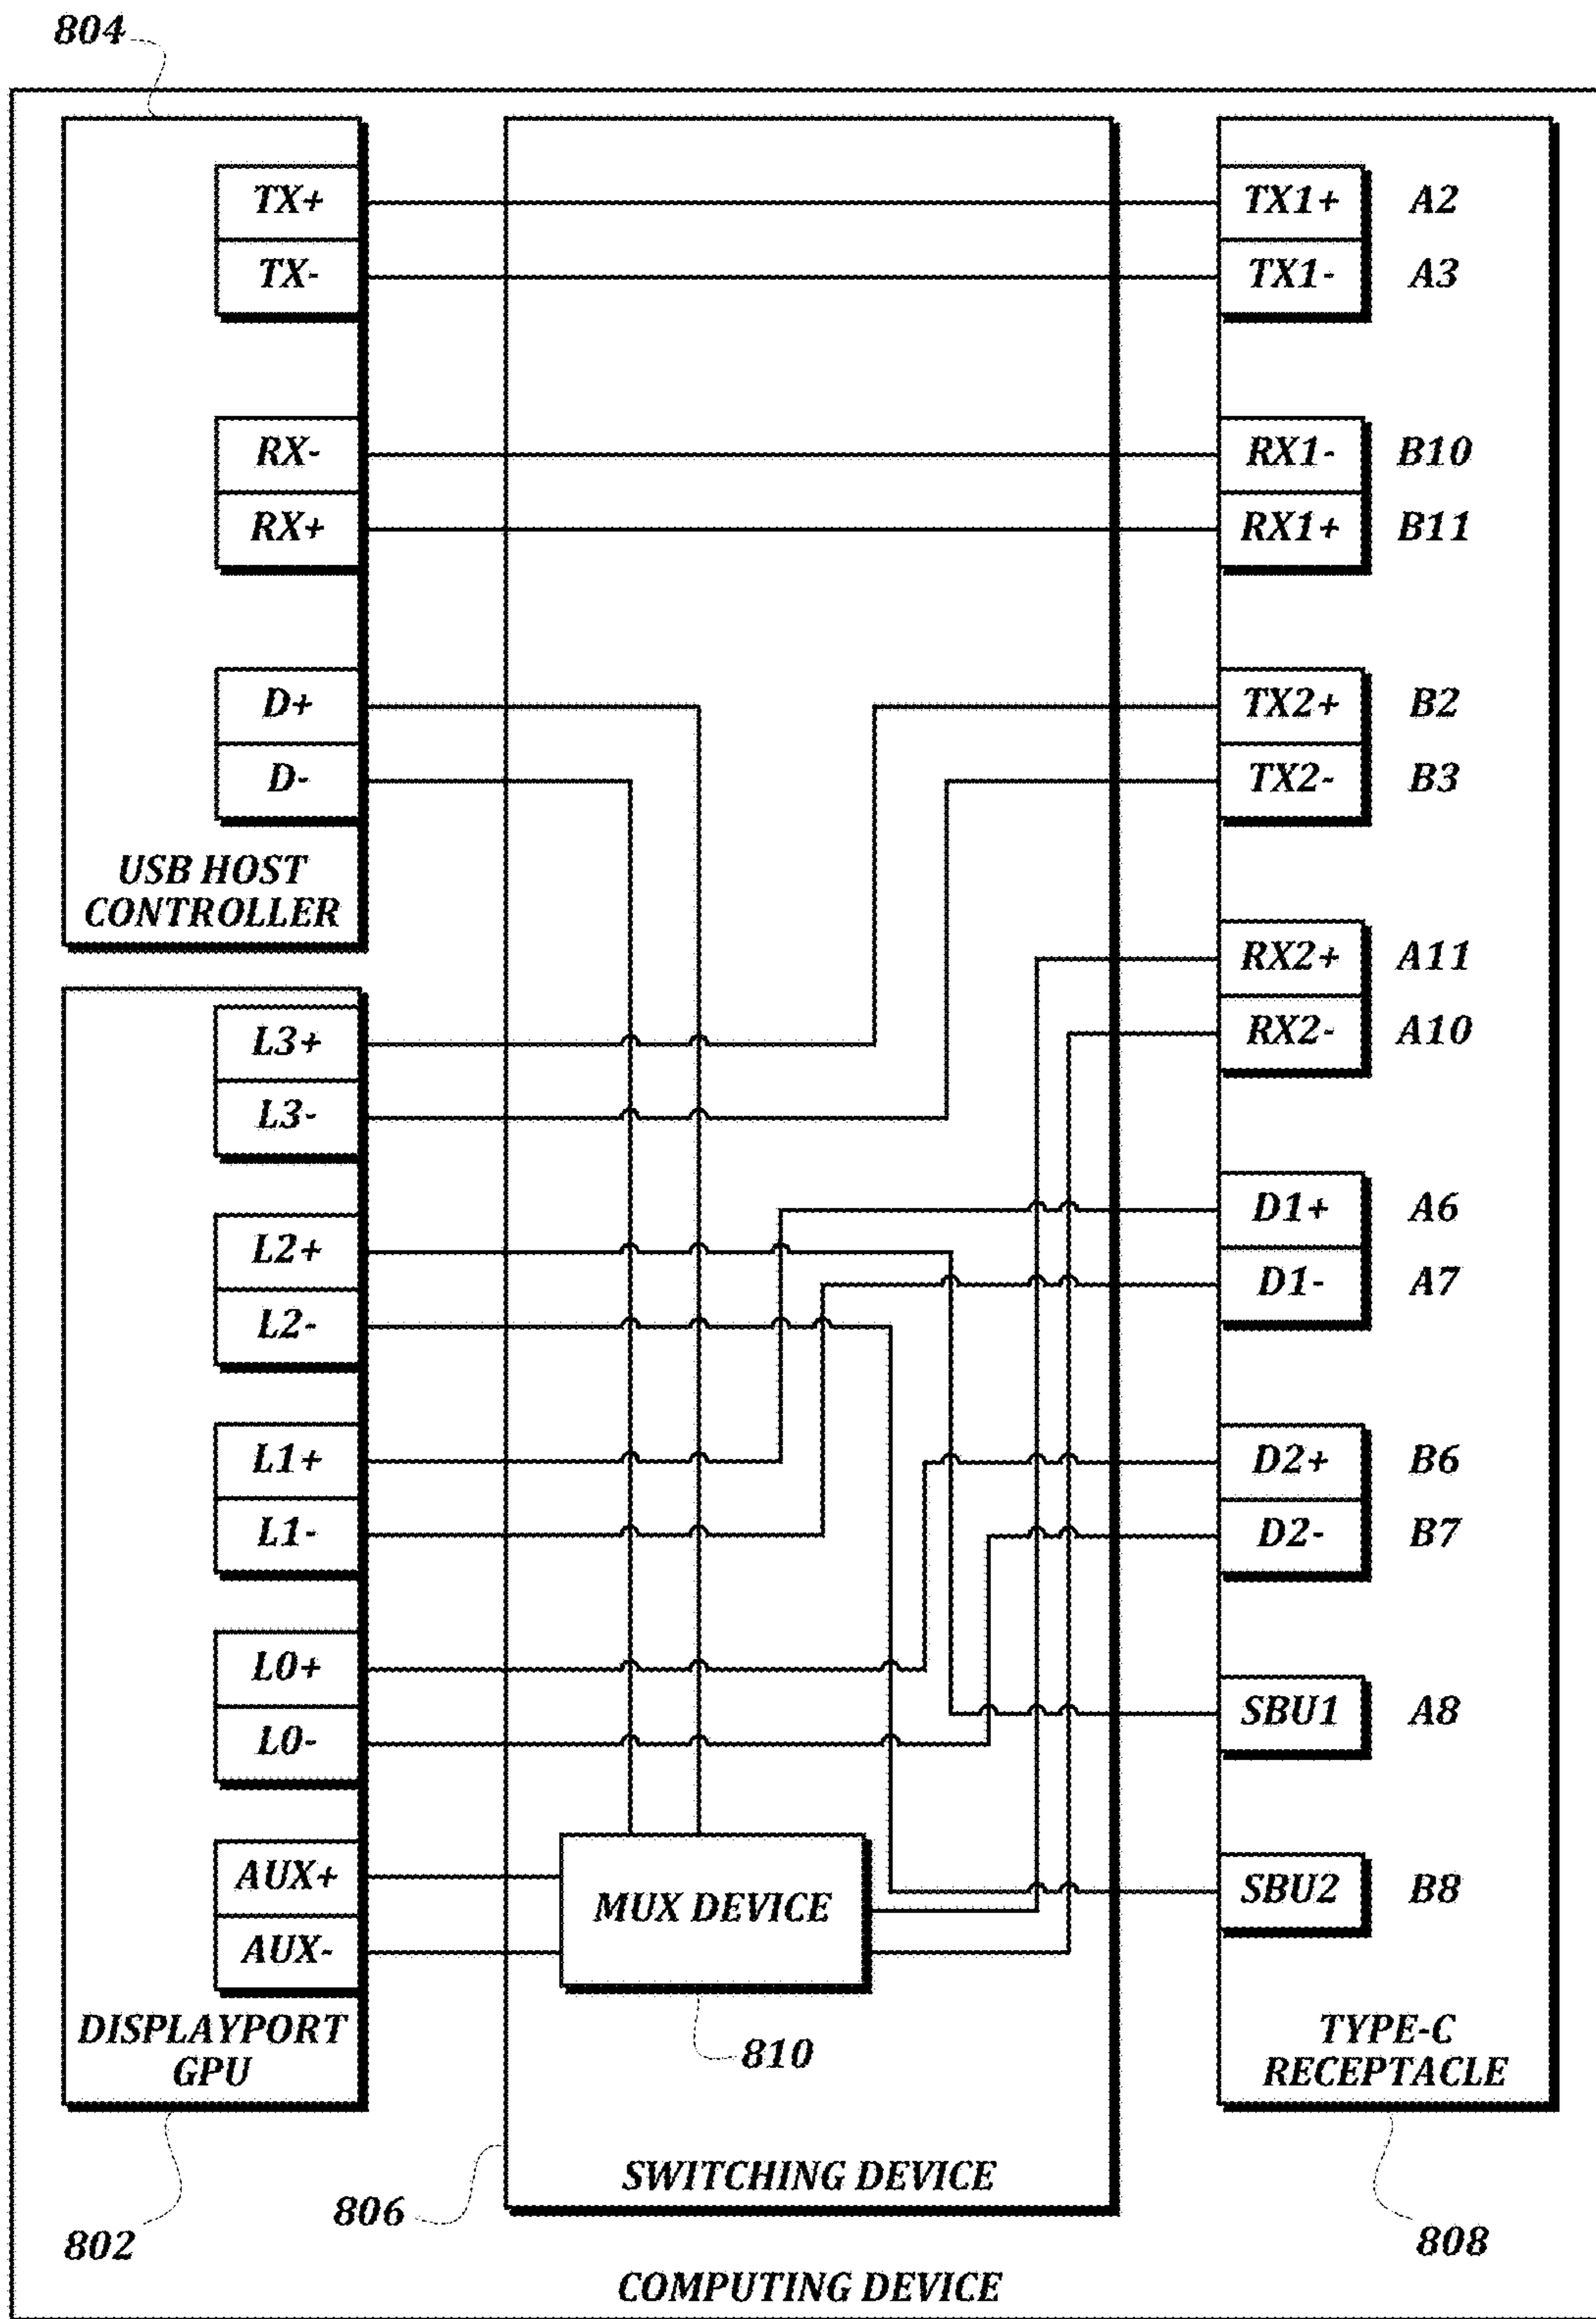 804
TX+
TX-
RX-
RX+
D+
D-
USB HOST
CONTROLLER
L3+
L3-
L2+
L2-
L1+
L1-
L0+
L0-
AUX+
AUX-
DISPLAYPORT
GPU
802
MUX DEVICE
810
SWITCHING DEVICE
806
TX1+ A2
TX1- A3
RX1- B10
RX1+ B11
TX2+ B2
TX2- B3
RX2+ A11
RX2- A10
D1+ A6
D1- A7
D2+ B6
D2- B7
SBU1 A8
SBU2 B8
TYPE-C
RECEPTACLE
808
COMPUTING DEVICE